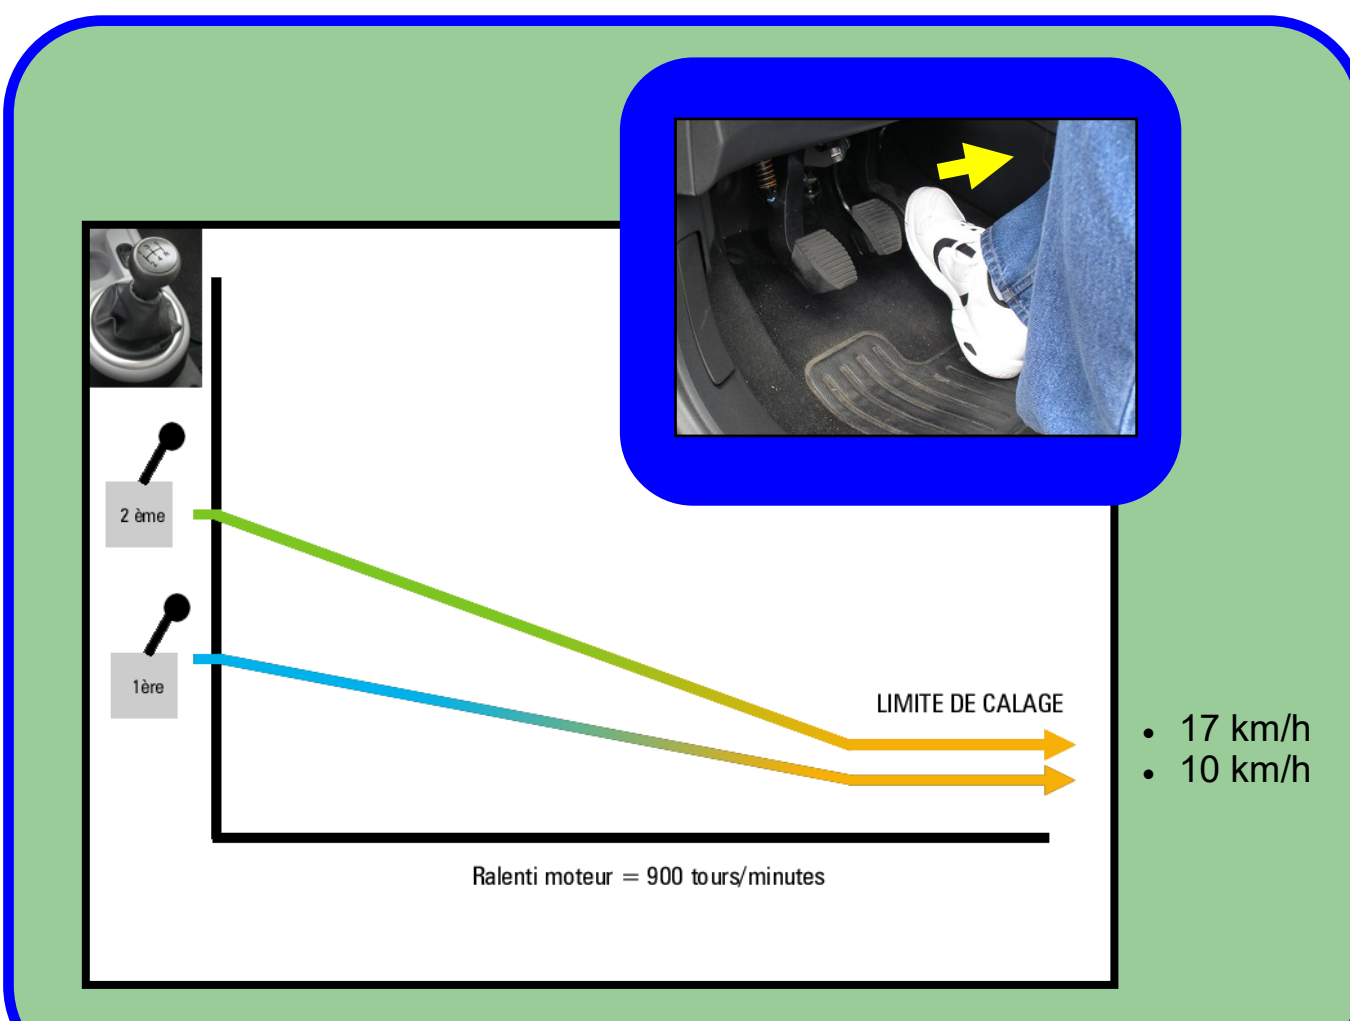 2 ème
1ère
LIMITE DE CALAGE
• 17 km/h
• 10 km/h
Ralenti moteur = 900 tours/minutes